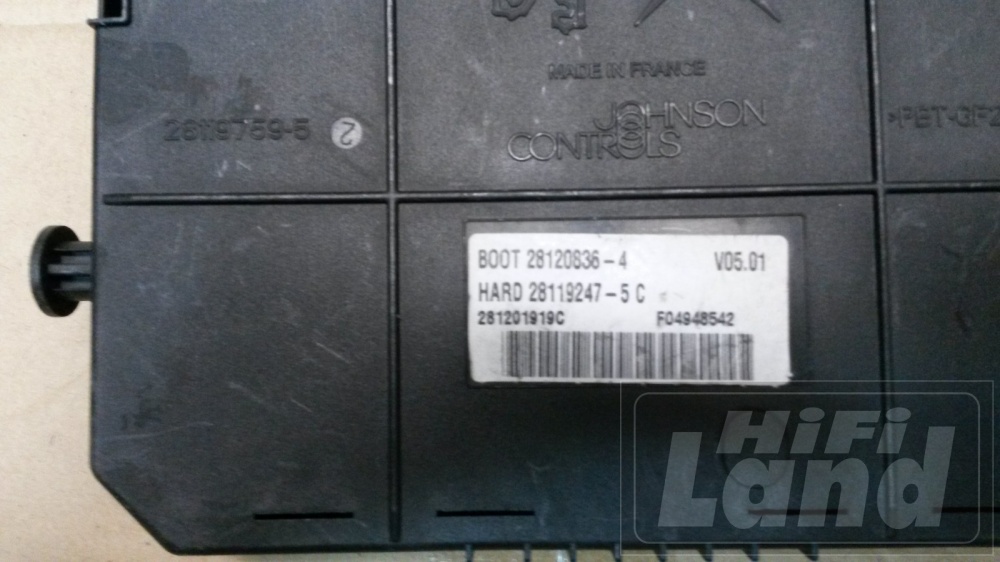 MADE IN FRANCE
28119759-5 2
JOHNSON
CONTROLS
BOOT 28120836-4 V05.01
HARD 28119247-5 C
281201919C F04948542
HiFi
Land